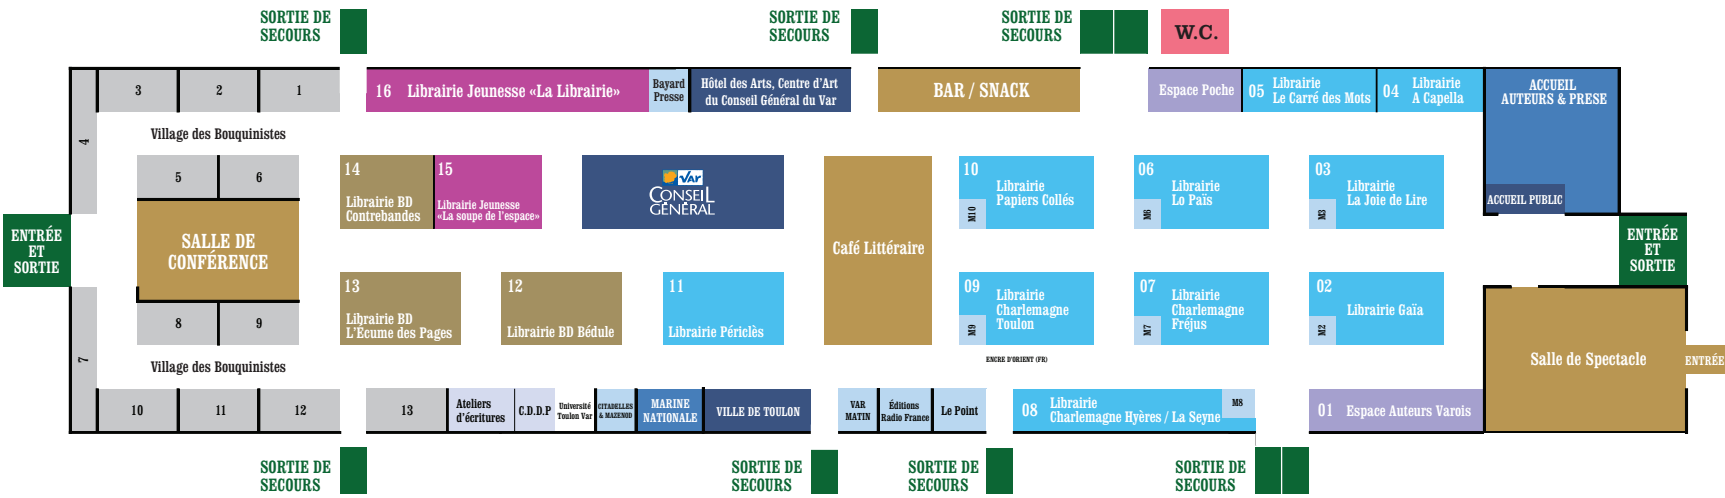 SORTIE DE
SECOURS
SORTIE DE
SECOURS
SORTIE DE
SECOURS
W.C.
3
2
1
16 Librairie Jeunesse «La Librairie»
Bayard
Presse
Hôtel des Arts, Centre d'Art
du Conseil Général du Var
BAR / SNACK
Espace Poche
05 Librairie
Le Carré des Mots
04 Librairie
A Capella
ACCUEIL
AUTEURS & PRESE
4
Village des Bouquinistes
5
6
14
Librairie BD
Contrebandes
15
Librairie Jeunesse
«La soupe de l'espace»
VAR
CONSEIL
GÉNÉRAL
Café Littéraire
10
Librairie
Papiers Collés
M10
06
Librairie
Lo Païs
M6
03
Librairie
La Joie de Lire
M3
ACCUEIL PUBLIC
ENTRÉE
ET
SORTIE
SALLE DE
CONFÉRENCE
ENTRÉE
ET
SORTIE
13
Librairie BD
L'Écume des Pages
12
Librairie BD Bédule
11
Librairie Périclès
09
Librairie
Charlemagne
Toulon
M9
07
Librairie
Charlemagne
Fréjus
M7
02
Librairie Gaïa
M2
8
9
7
Village des Bouquinistes
ENCRE D'ORIENT (FR)
Salle de Spectacle
ENTRÉE
10
11
12
13
Ateliers
d'écritures
C.D.D.P
Université
Toulon Var
CITADELLES
& MAZENOD
MARINE
NATIONALE
VILLE DE TOULON
VAR
MATIN
Éditions
Radio France
Le Point
08 Librairie
Charlemagne Hyères / La Seyne
M8
01 Espace Auteurs Varois
SORTIE DE
SECOURS
SORTIE DE
SECOURS
SORTIE DE
SECOURS
SORTIE DE
SECOURS